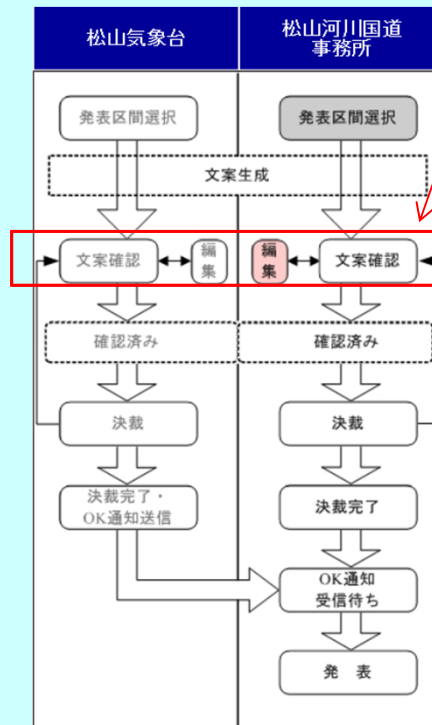 松山気象台
松山河川国道
事務所
発表区間選択
発表区間選択
文案生成
文案確認
編
集
編
集
文案確認
確認済み
確認済み
決裁
決裁
決裁完了・
OK通知送信
決裁完了
OK通知
受信待ち
発 表